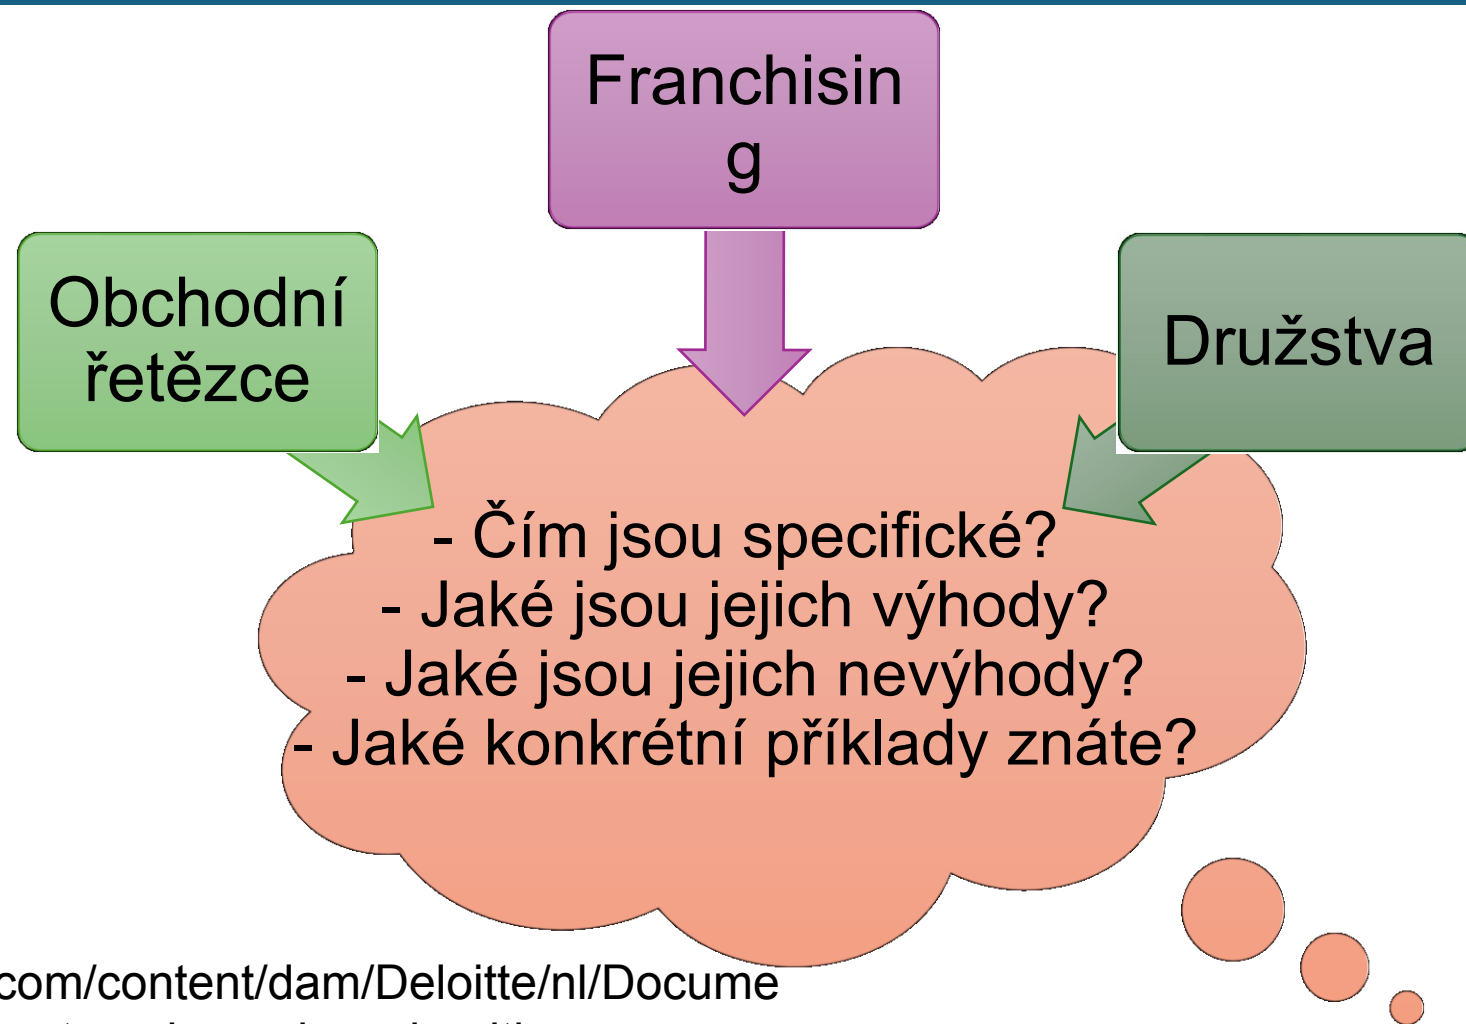 Franchisin
g
Obchodní
řetězce
Družstva
- Čím jsou specifické?
- Jaké jsou jejich výhody?
- Jaké jsou jejich nevýhody?
- Jaké konkrétní příklady znáte?
com/content/dam/Deloitte/nl/Docume